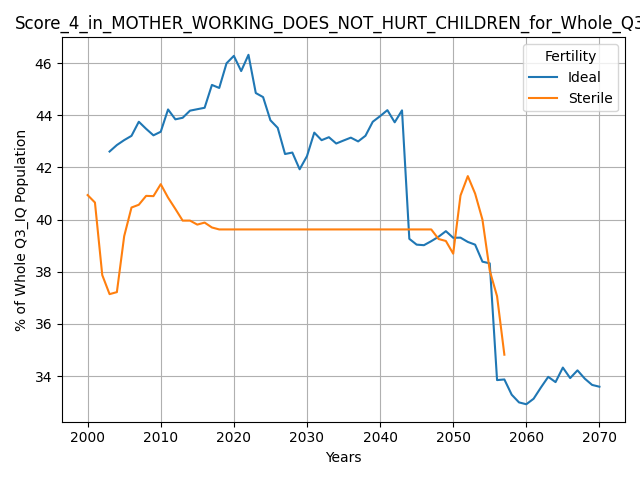 Score_4_in_MOTHER_WORKING_DOES_NOT_HURT_CHILDREN_for_Whole_Q3
Fertility
Ideal
Sterile
% of Whole Q3_IQ Population
46
44
42
40
38
36
34
2000 2010 2020 2030 2040 2050 2060 2070
Years